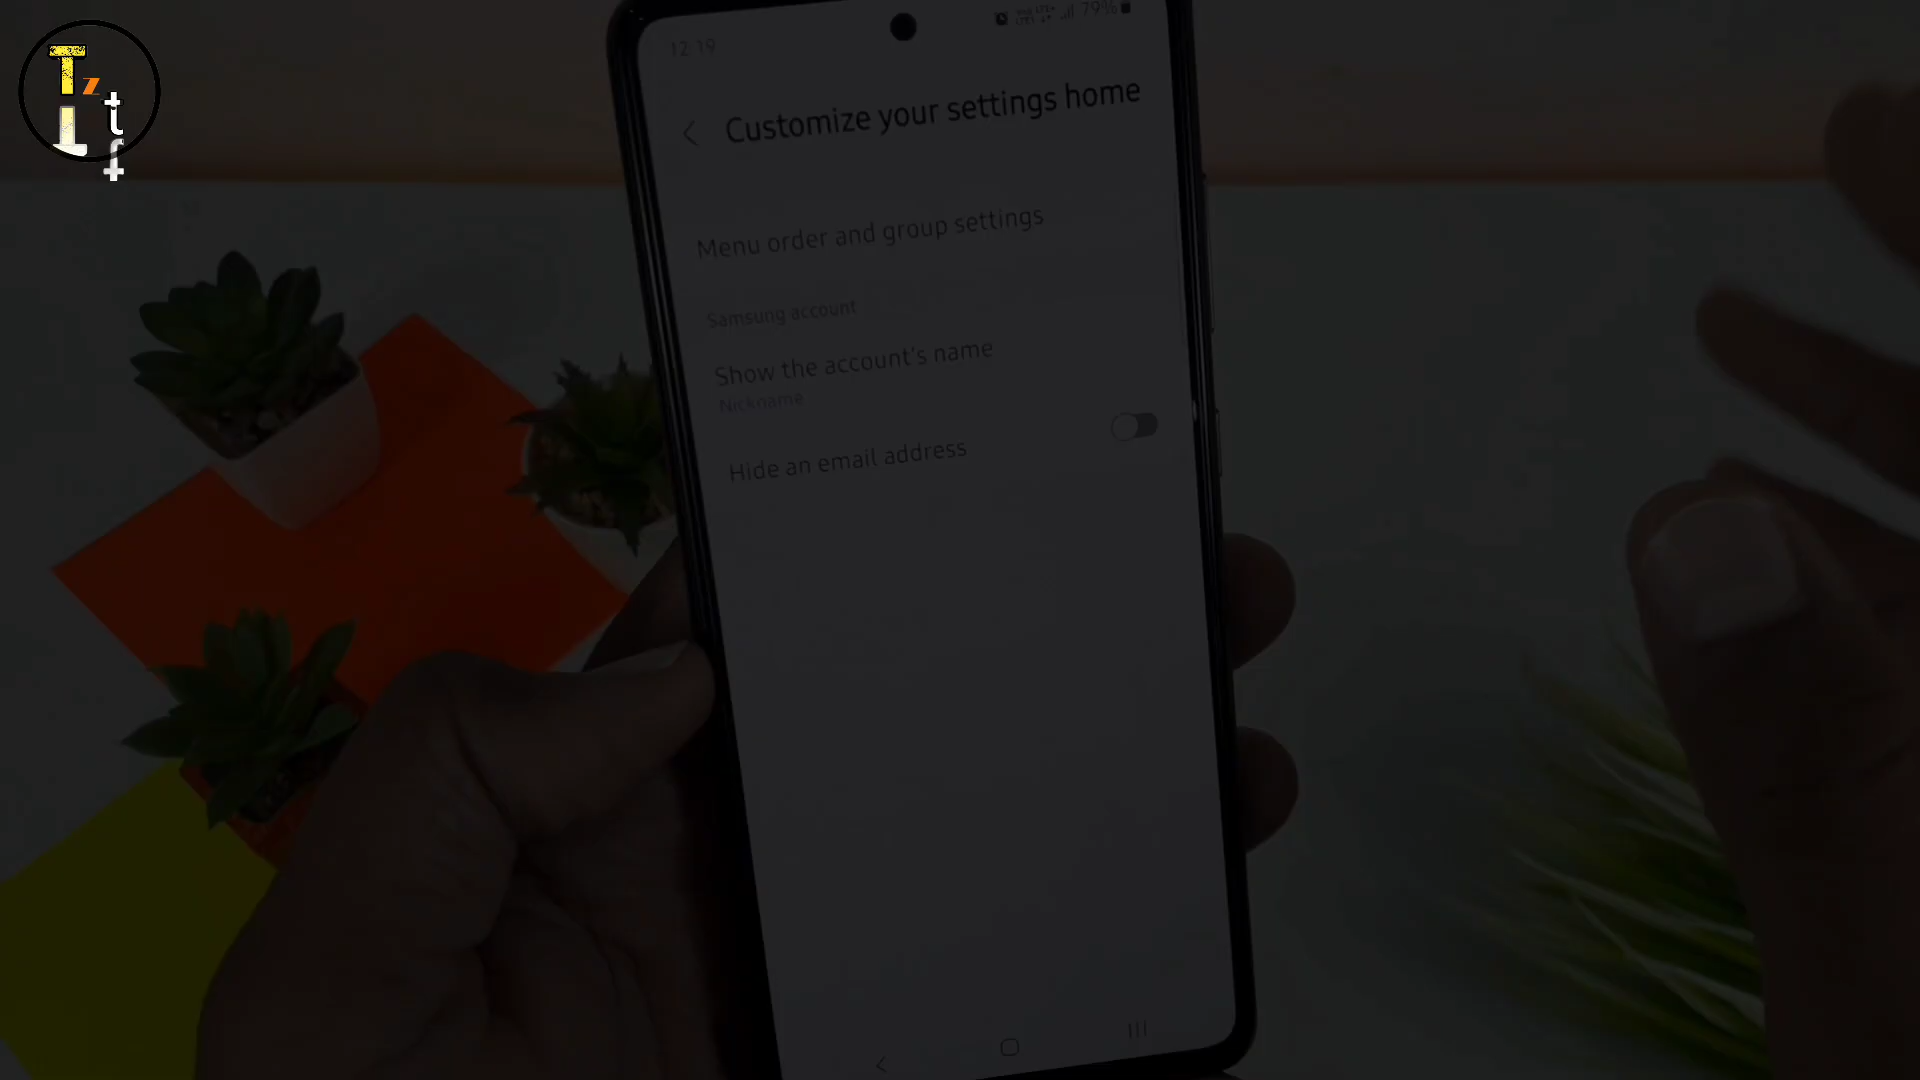 T z L t f
12:19
79%
Customize your settings home
Menu order and group settings
Samsung account
Show the account's name
Nickname
Hide an email address